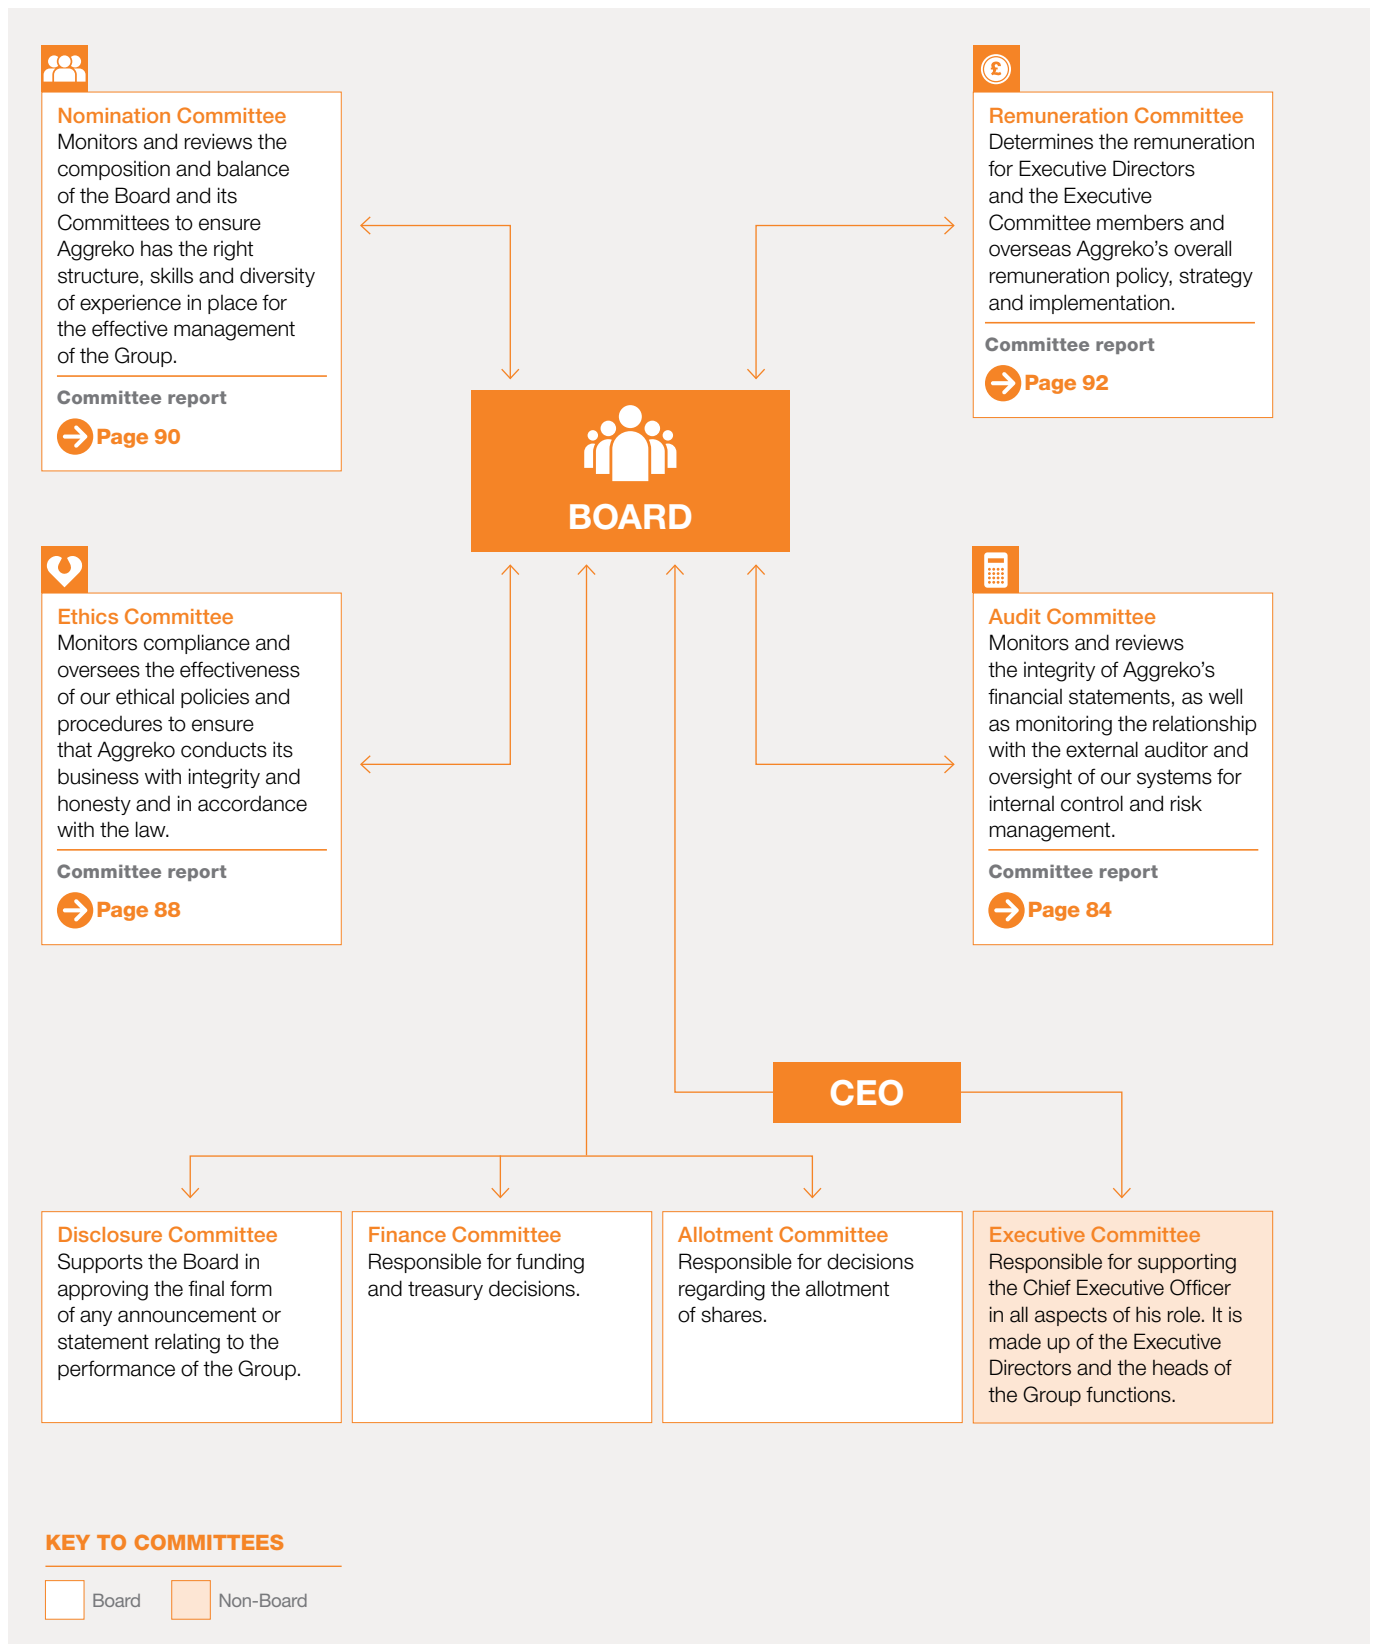 Nomination Committee
Monitors and reviews the
composition and balance
of the Board and its
Committees to ensure
Aggreko has the right
structure, skills and diversity
of experience in place for
the effective management
of the Group.
Committee report
Page 90
£
Remuneration Committee
Determines the remuneration
for Executive Directors
and the Executive
Committee members and
overseas Aggreko’s overall
remuneration policy, strategy
and implementation.
Committee report
Page 92
BOARD
Ethics Committee
Monitors compliance and
oversees the effectiveness
of our ethical policies and
procedures to ensure
that Aggreko conducts its
business with integrity and
honesty and in accordance
with the law.
Committee report
Page 88
Audit Committee
Monitors and reviews
the integrity of Aggreko’s
financial statements, as well
as monitoring the relationship
with the external auditor and
oversight of our systems for
internal control and risk
management.
Committee report
Page 84
CEO
Disclosure Committee
Supports the Board in
approving the final form
of any announcement or
statement relating to the
performance of the Group.
Finance Committee
Responsible for funding
and treasury decisions.
Allotment Committee
Responsible for decisions
regarding the allotment
of shares.
Executive Committee
Responsible for supporting
the Chief Executive Officer
in all aspects of his role. It is
made up of the Executive
Directors and the heads of
the Group functions.
KEY TO COMMITTEES
Board
Non-Board